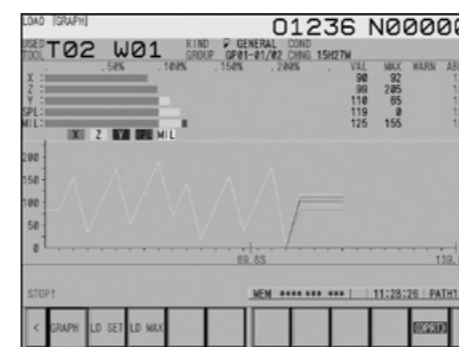 LOAD [GRAPH]
O1236 N00000
USED TOOL T02 W01 KIND P GENERAL COND
GROUP GP01-01/02 CHNG 15H27M
. 50% . 100% . 150% . 200% . VAL MAX WARN
X : 90 92
Z : 99 205
Y : 110 65
SPL: 119 0
MIL: 125 155
X Z Y SPL MIL
200
150
100
50
0
69.8S
139.
STOP!
MEM **** *** *** 11:28:26 PATH1
< GRAPH LD SET LD MAX (OPRT)